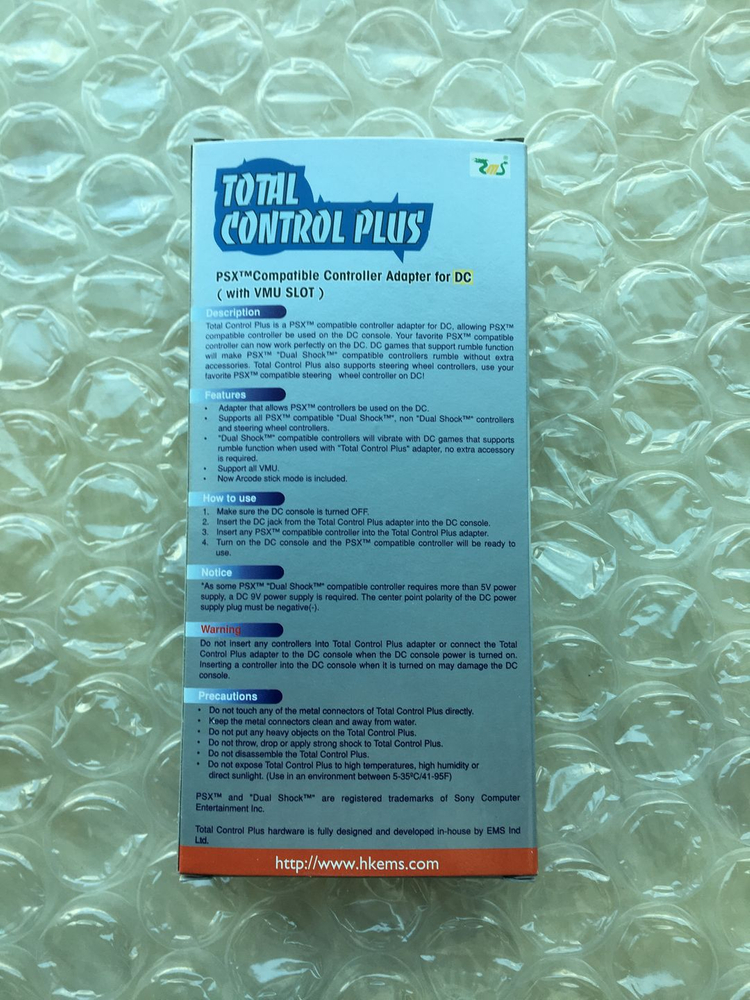 TOTAL
CONTROL PLUS
EMS
PSX™Compatible Controller Adapter for DC
( with VMU SLOT )
Description
Total Control Plus is a PSX™ compatible controller adapter for DC, allowing PSX™
compatible controller be used on the DC console. Your favorite PSX™ compatible
controller can now work perfectly on the DC. DC games that support rumble function
will make PSX™ "Dual Shock™" compatible controllers rumble without extra
accessories. Total Control Plus also supports steering wheel controllers, use your
favorite PSX™ compatible steering wheel controller on DC!
Features
• Adapter that allows PSX™ controllers be used on the DC.
• Supports all PSX™ compatible "Dual Shock™", non "Dual Shock™" controllers
and steering wheel controllers.
• "Dual Shock™" compatible controllers will vibrate with DC games that supports
rumble function when used with "Total Control Plus" adapter, no extra accessory
is required.
• Support all VMU.
• Now Arcode stick mode is included.
How to use
1. Make sure the DC console is turned OFF.
2. Insert the DC jack from the Total Control Plus adapter into the DC console.
3. Insert any PSX™ compatible controller into the Total Control Plus adapter.
4. Turn on the DC console and the PSX™ compatible controller will be ready to
use.
Notice
*As some PSX™ "Dual Shock™" compatible controller requires more than 5V power
supply, a DC 9V power supply is required. The center point polarity of the DC power
supply plug must be negative(-).
Warning
Do not insert any controllers into Total Control Plus adapter or connect the Total
Control Plus adapter to the DC console when the DC console power is turned on.
Inserting a controller into the DC console when it is turned on may damage the DC
console.
Precautions
• Do not touch any of the metal connectors of Total Control Plus directly.
• Keep the metal connectors clean and away from water.
• Do not put any heavy objects on the Total Control Plus.
• Do not throw, drop or apply strong shock to Total Control Plus.
• Do not disassemble the Total Control Plus.
• Do not expose Total Control Plus to high temperatures, high humidity or
direct sunlight. (Use in an environment between 5-35ºC/41-95F)
PSX™ and "Dual Shock™" are registered trademarks of Sony Computer
Entertainment Inc.
Total Control Plus hardware is fully designed and developed in-house by EMS Ind
Ltd.
http://www.hkems.com